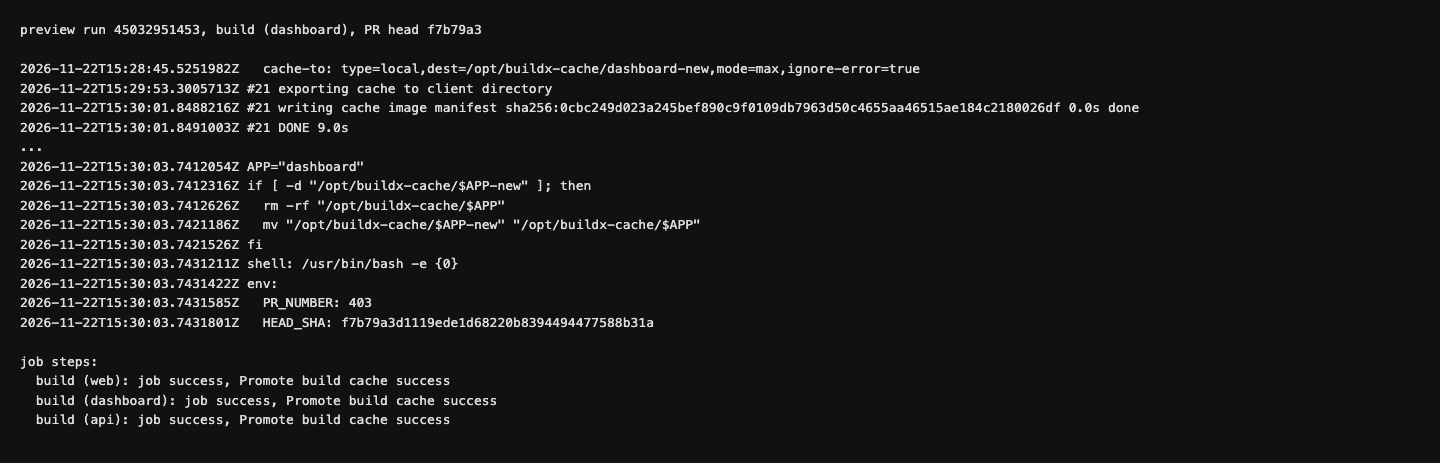 preview run 45032951453, build (dashboard), PR head f7b79a3
2026-11-22T15:28:45.5251982Z   cache-to: type=local,dest=/opt/buildx-cache/dashboard-new,mode=max,ignore-error=true
2026-11-22T15:29:53.3005713Z #21 exporting cache to client directory
2026-11-22T15:30:01.8488216Z #21 writing cache image manifest sha256:0cbc249d023a245bef890c9f0109db7963d50c4655aa46515ae184c2180026df 0.0s done
2026-11-22T15:30:01.8491003Z #21 DONE 9.0s
...
2026-11-22T15:30:03.7412054Z APP="dashboard"
2026-11-22T15:30:03.7412316Z if [ -d "/opt/buildx-cache/$APP-new" ]; then
2026-11-22T15:30:03.7412626Z   rm -rf "/opt/buildx-cache/$APP"
2026-11-22T15:30:03.7421186Z   mv "/opt/buildx-cache/$APP-new" "/opt/buildx-cache/$APP"
2026-11-22T15:30:03.7421526Z fi
2026-11-22T15:30:03.7431211Z shell: /usr/bin/bash -e {0}
2026-11-22T15:30:03.7431422Z env:
2026-11-22T15:30:03.7431585Z   PR_NUMBER: 403
2026-11-22T15:30:03.7431801Z   HEAD_SHA: f7b79a3d1119ede1d68220b8394494477588b31a
job steps:
  build (web): job success, Promote build cache success
  build (dashboard): job success, Promote build cache success
  build (api): job success, Promote build cache success